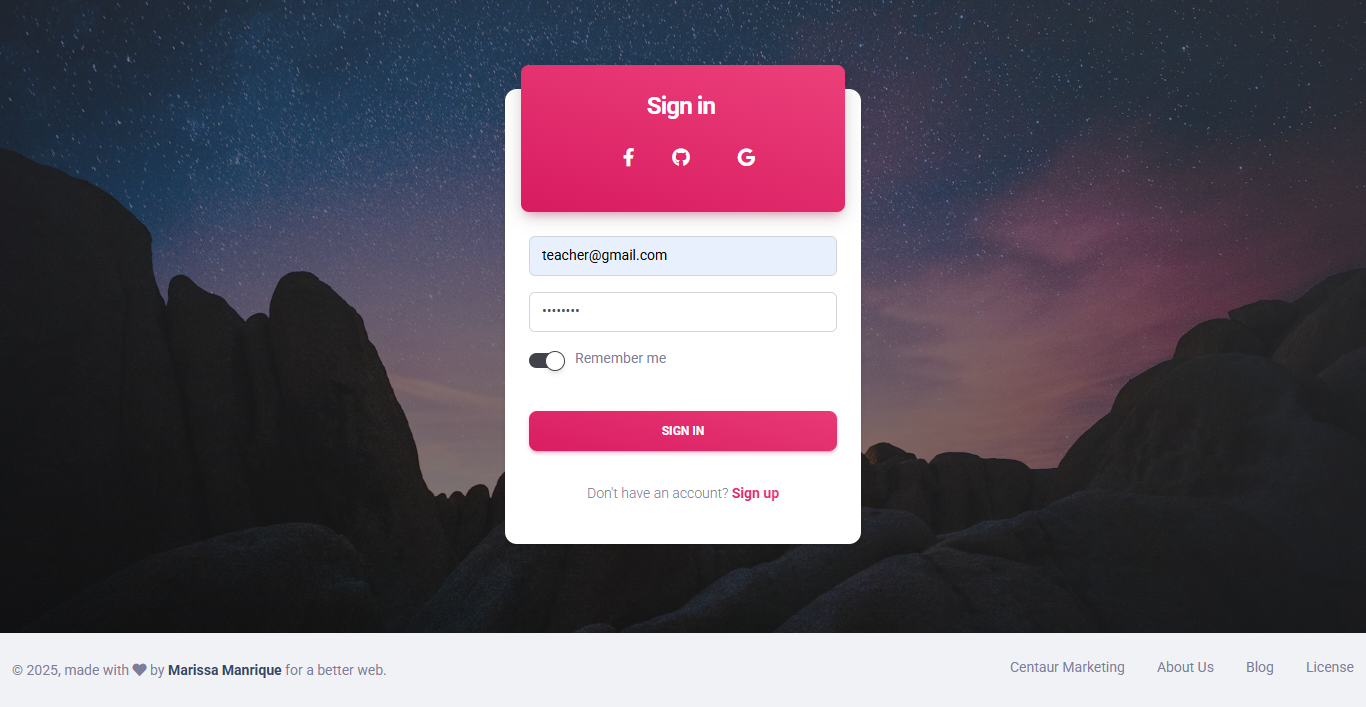 Sign in
teacher@gmail.com
••••••••
Remember me
SIGN IN
Don't have an account? Sign up
© 2025, made with ♥ by Marissa Manrique for a better web.
Centaur Marketing
About Us
Blog
License